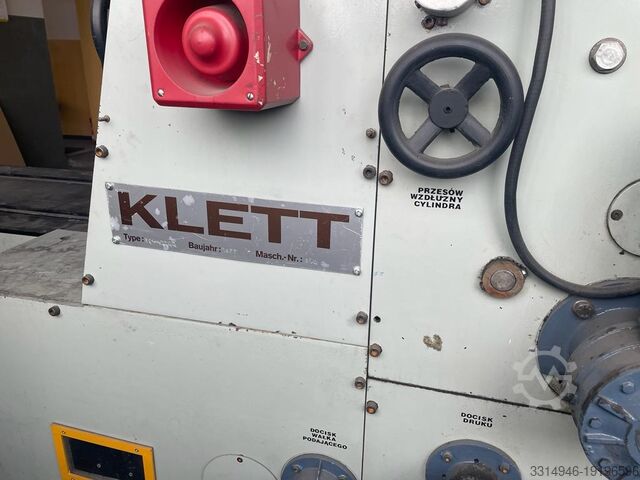 KLETT
Type:
Baujahr:
Masch.-Nr.:
PRZESÓW
WZDŁUŻNY
CYLINDRA
DOCISK
WAŁKA
PODAJĄCEGO
DOCISK
DRUKU
3314946-19196596